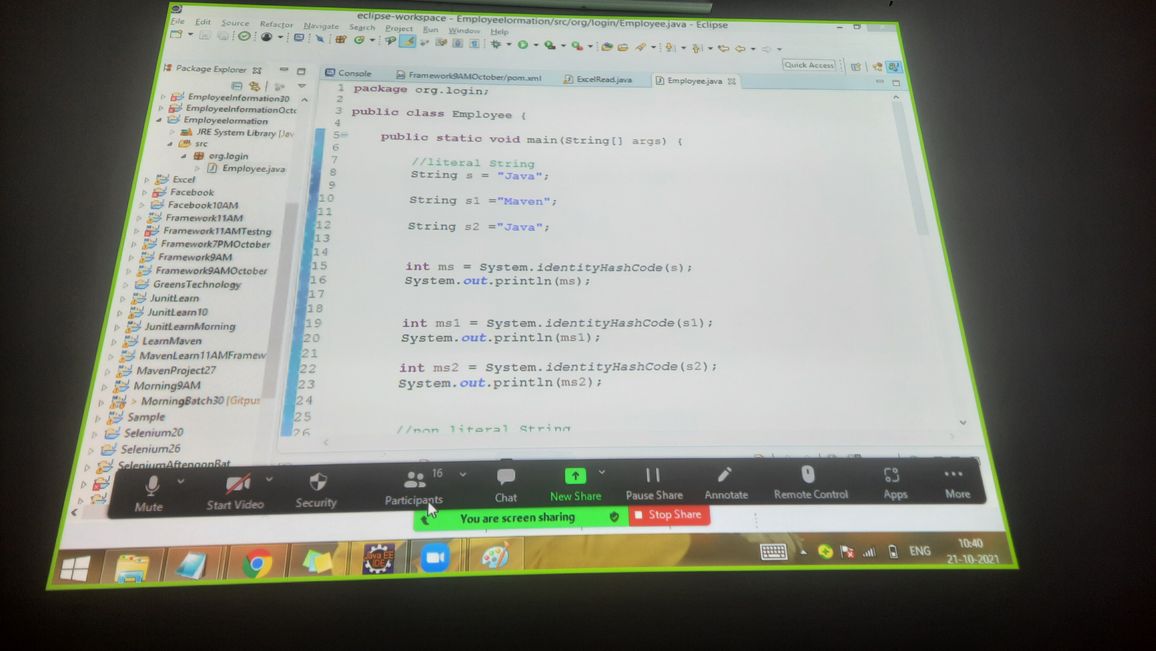 eclipse-workspace - EmployeeIormation/src/org/login/Employee.java - Eclipse
File Edit Source Refactor Navigate Search Project Run Window Help
Quick Access
Package Explorer
Console Framework9AMOctober/pom.xml ExcelRead.java Employee.java
EmployeeInformation30
EmployeeInformationOctc
EmployeeIormation
JRE System Library [Jav
src
org.login
Employee.java
Excel
Facebook
Facebook10AM
Framework11AM
Framework11AMTestng
Framework7PMOctober
Framework9AM
Framework9AMOctober
GreensTechnology
JunitLearn
JunitLearn10
JunitLearnMorning
LearnMaven
MavenLearn11AMFramew
MavenProject27
Morning9AM
> MorningBatch30 [Gitpus
Sample
Selenium20
Selenium26
SeleniumAfternoonBat
1 package org.login;
2
3 public class Employee {
4
5 public static void main(String[] args) {
6
7 //literal String
8 String s = "Java";
9
10 String s1 ="Maven";
11
12 String s2 ="Java";
13
14
15 int ms = System.identityHashCode(s);
16 System.out.println(ms);
17
18
19 int ms1 = System.identityHashCode(s1);
20 System.out.println(ms1);
21
22 int ms2 = System.identityHashCode(s2);
23 System.out.println(ms2);
24
25
26 //non literal String
16
Mute Start Video Security Participants Chat New Share Pause Share Annotate Remote Control Apps More
You are screen sharing Stop Share
Java EE
IDE
ENG
10:40
21-10-2021